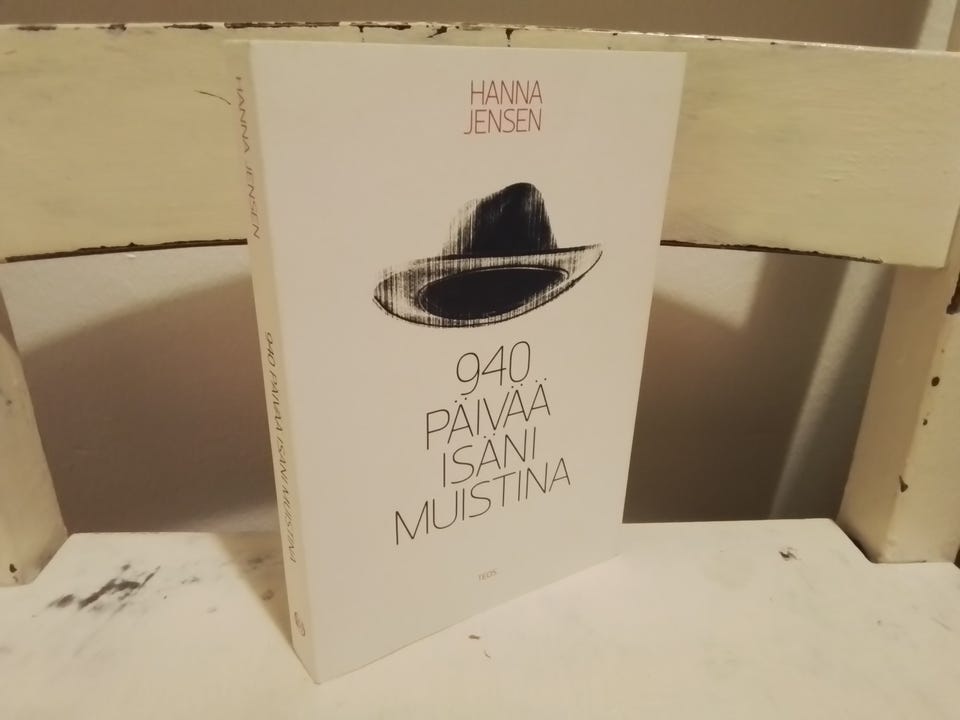 HANNA
JENSEN
940
PÄIVÄÄ
ISÄNI
MUISTINA
TEOS
HANNA JENSEN
940 PÄIVÄÄ ISÄNI MUISTINA